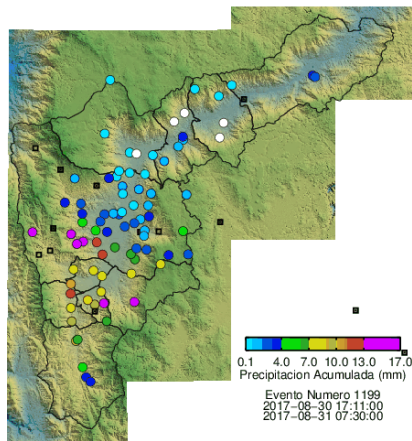 0.1 4.0 7.0 10.0 13.0 17.0
Precipitacion Acumulada (mm)
Evento Numero 1199
2017-08-30 17:11:00
2017-08-31 07:30:00